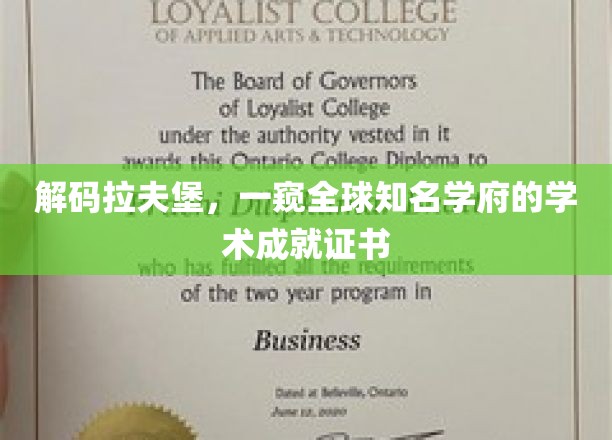 LOYALIST COLLEGE
OF APPLIED ARTS & TECHNOLOGY
The Board of Governors
of Loyalist College
under the authority vested in it
awards this Ontario College Diploma to
解码拉夫堡，一窥全球知名学府的学
术成就证书
who has fulfilled all the requirements
of the two year program in
Business
Dated at Belleville, Ontario
June 12, 2020